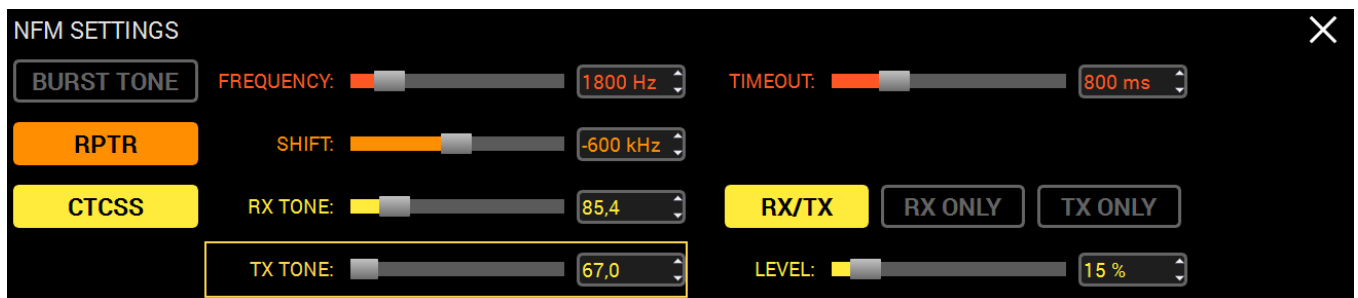 NFM SETTINGS
BURST TONE FREQUENCY: 1800 Hz TIMEOUT: 800 ms
RPTR SHIFT: -600 kHz
CTCSS RX TONE: 85,4 RX/TX RX ONLY TX ONLY
TX TONE: 67,0 LEVEL: 15 %